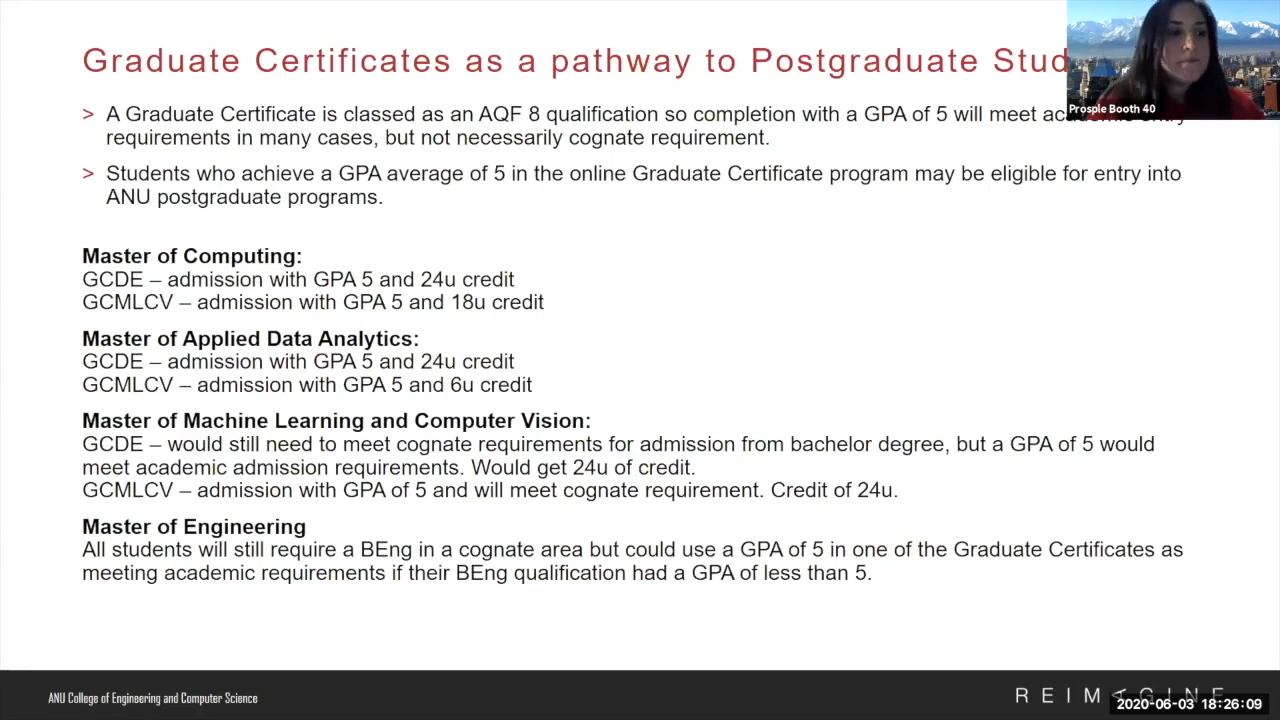 Graduate Certificates as a pathway to Postgraduate Stud
Prosple Booth 40
> A Graduate Certificate is classed as an AQF 8 qualification so completion with a GPA of 5 will meet academic entry
requirements in many cases, but not necessarily cognate requirement.
> Students who achieve a GPA average of 5 in the online Graduate Certificate program may be eligible for entry into
ANU postgraduate programs.
Master of Computing:
GCDE – admission with GPA 5 and 24u credit
GCMLCV – admission with GPA 5 and 18u credit
Master of Applied Data Analytics:
GCDE – admission with GPA 5 and 24u credit
GCMLCV – admission with GPA 5 and 6u credit
Master of Machine Learning and Computer Vision:
GCDE – would still need to meet cognate requirements for admission from bachelor degree, but a GPA of 5 would
meet academic admission requirements. Would get 24u of credit.
GCMLCV – admission with GPA of 5 and will meet cognate requirement. Credit of 24u.
Master of Engineering
All students will still require a BEng in a cognate area but could use a GPA of 5 in one of the Graduate Certificates as
meeting academic requirements if their BEng qualification had a GPA of less than 5.
ANU College of Engineering and Computer Science
REIMAGINE
2020-06-03 18:26:09